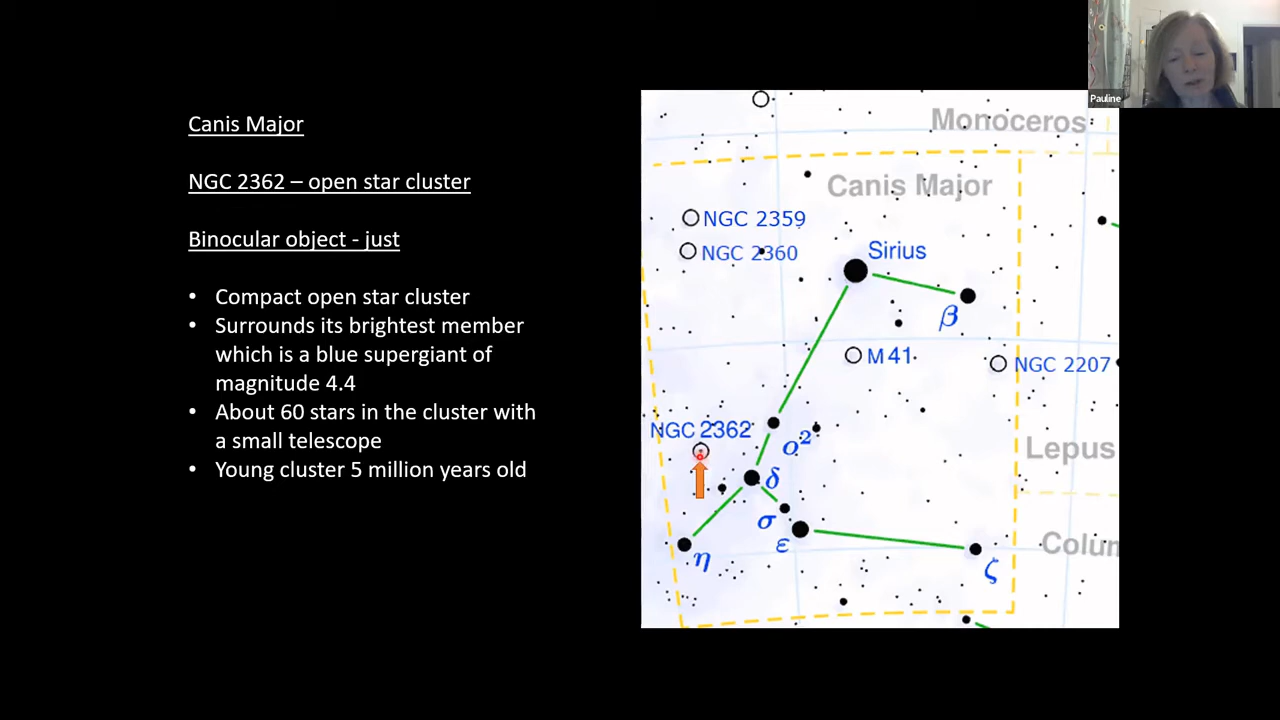 Canis Major
NGC 2362 – open star cluster
Binocular object - just
• Compact open star cluster
• Surrounds its brightest member
which is a blue supergiant of
magnitude 4.4
• About 60 stars in the cluster with
a small telescope
• Young cluster 5 million years old
Pauline
Monoceros
Canis Major
NGC 2359
NGC 2360
Sirius
β
M 41
NGC 2207
NGC 2362
ο²
Lepus
δ
σ
ε
η
ζ
Colum